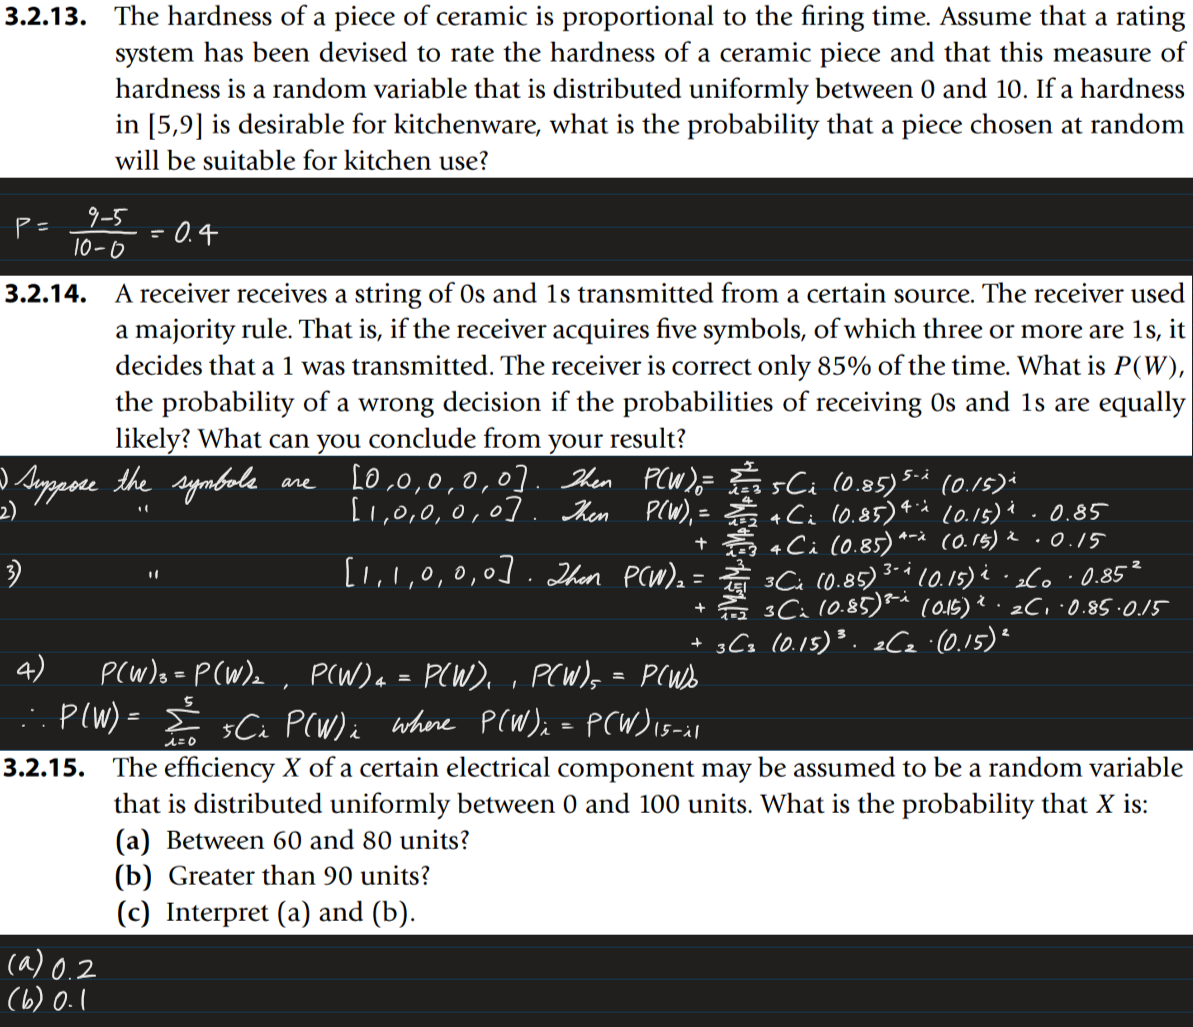 3.2.13. The hardness of a piece of ceramic is proportional to the firing time. Assume that a rating
system has been devised to rate the hardness of a ceramic piece and that this measure of
hardness is a random variable that is distributed uniformly between 0 and 10. If a hardness
in [5,9] is desirable for kitchenware, what is the probability that a piece chosen at random
will be suitable for kitchen use?
P = \frac{9-5}{10-0} = 0.4
3.2.14. A receiver receives a string of 0s and 1s transmitted from a certain source. The receiver used
a majority rule. That is, if the receiver acquires five symbols, of which three or more are 1s, it
decides that a 1 was transmitted. The receiver is correct only 85% of the time. What is P(W),
the probability of a wrong decision if the probabilities of receiving 0s and 1s are equally
likely? What can you conclude from your result?
) Suppose the symbols are [0,0,0,0,0]. Then P(W)_0 = \sum_{i=3}^{5} {}_5C_i (0.85)^{5-i} (0.15)^i
2) " [1,0,0,0,0]. Then P(W)_1 = \sum_{i=2}^{4} {}_4C_i (0.85)^{4-i} (0.15)^i · 0.85
+ \sum_{i=3}^{4} {}_4C_i (0.85)^{4-i} (0.15)^i · 0.15
3) " [1,1,0,0,0]. Then P(W)_2 = \sum_{i=1}^{3} {}_3C_i (0.85)^{3-i} (0.15)^i · {}_2C_0 · 0.85^2
+ \sum_{i=2}^{3} {}_3C_i (0.85)^{3-i} (0.15)^i · {}_2C_1 · 0.85 · 0.15
+ {}_3C_3 (0.15)^3 · {}_2C_2 · (0.15)^2
4) P(W)_3 = P(W)_2 , P(W)_4 = P(W)_1 , P(W)_5 = P(W)_0
∴ P(W) = \sum_{i=0}^{5} {}_5C_i P(W)_i where P(W)_i = P(W)_{|5-i|}
3.2.15. The efficiency X of a certain electrical component may be assumed to be a random variable
that is distributed uniformly between 0 and 100 units. What is the probability that X is:
(a) Between 60 and 80 units?
(b) Greater than 90 units?
(c) Interpret (a) and (b).
(a) 0.2
(b) 0.1